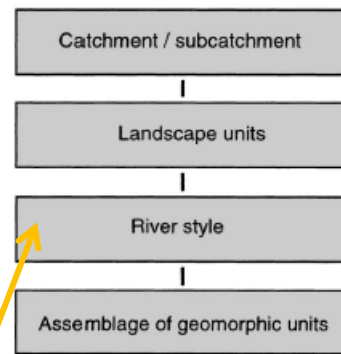 Catchment / subcatchment
Landscape units
River style
Assemblage of geomorphic units